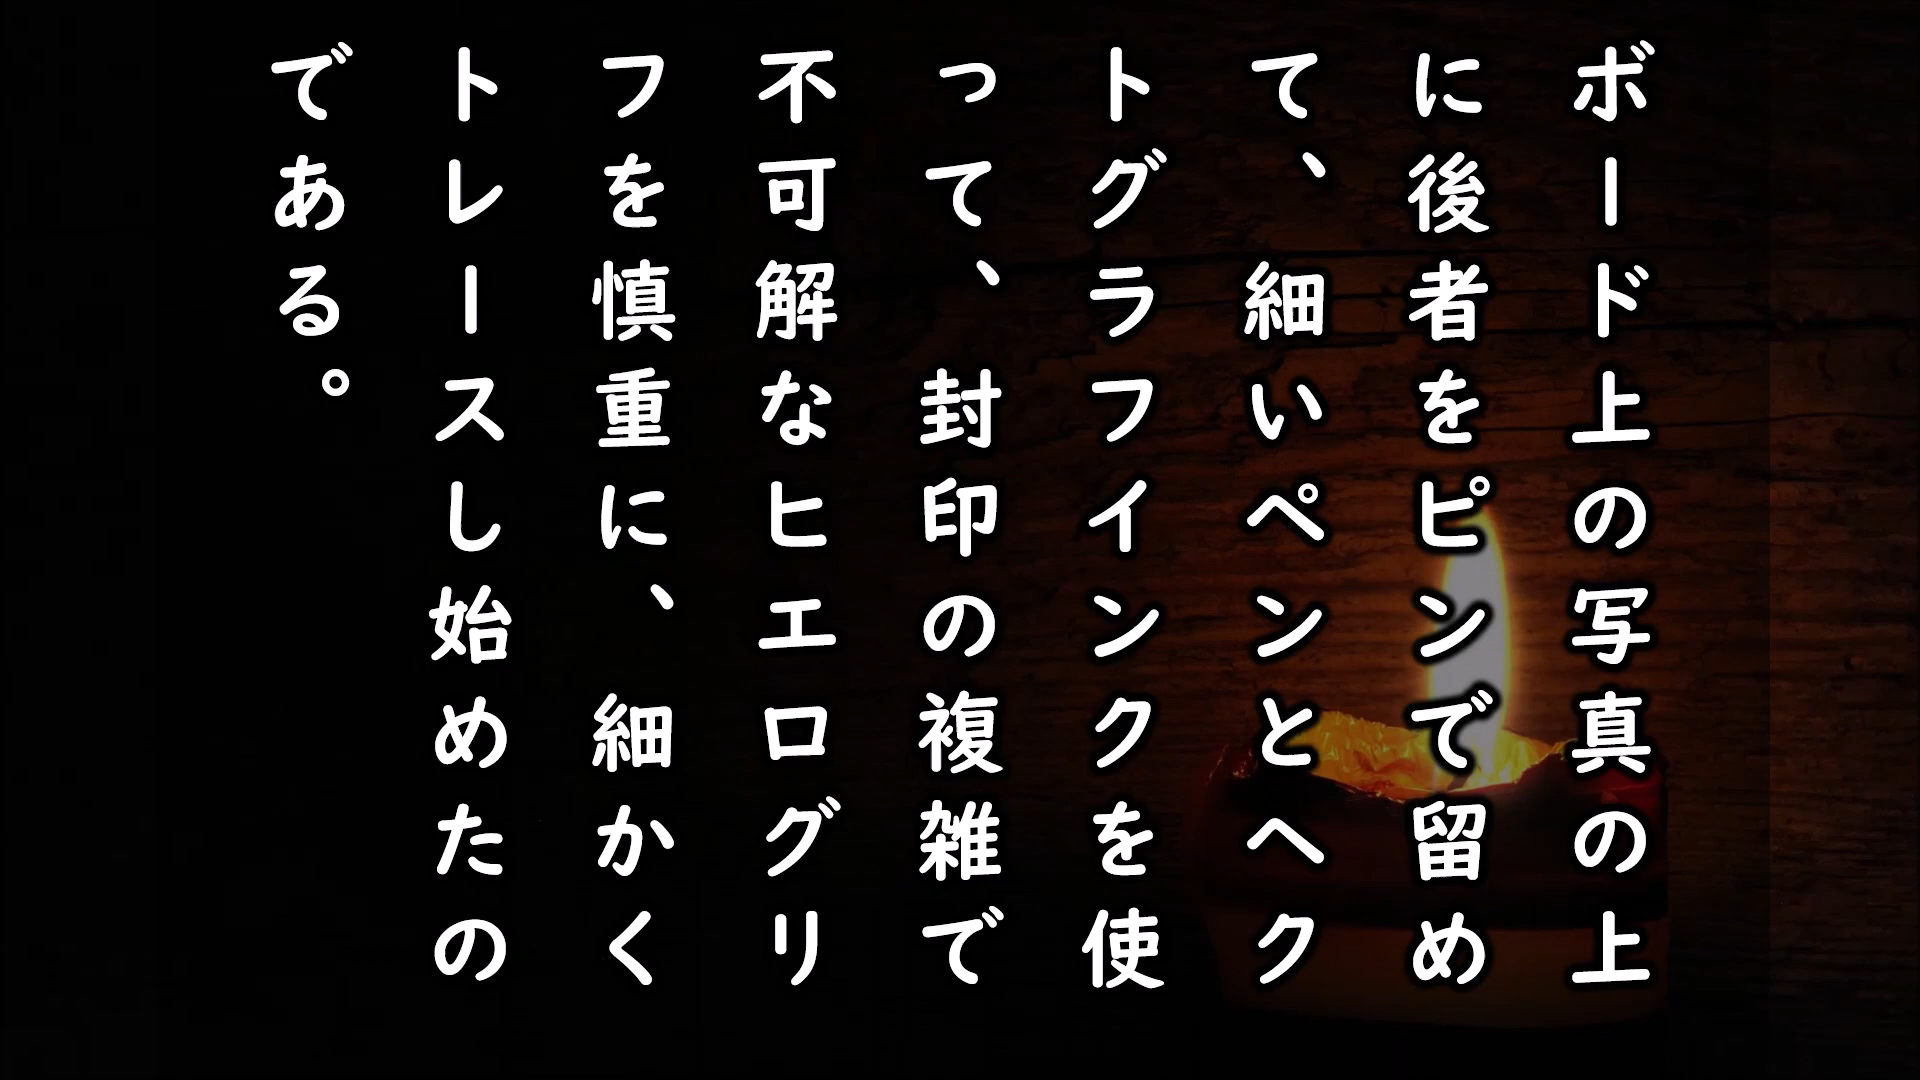 ボード上の写真の上
に後者をピンで留め
て、細いペンとヘク
トグラフインクを使
って、封印の複雑で
不可解なヒエログリ
フを慎重に、細かく
トレースし始めたの
である。